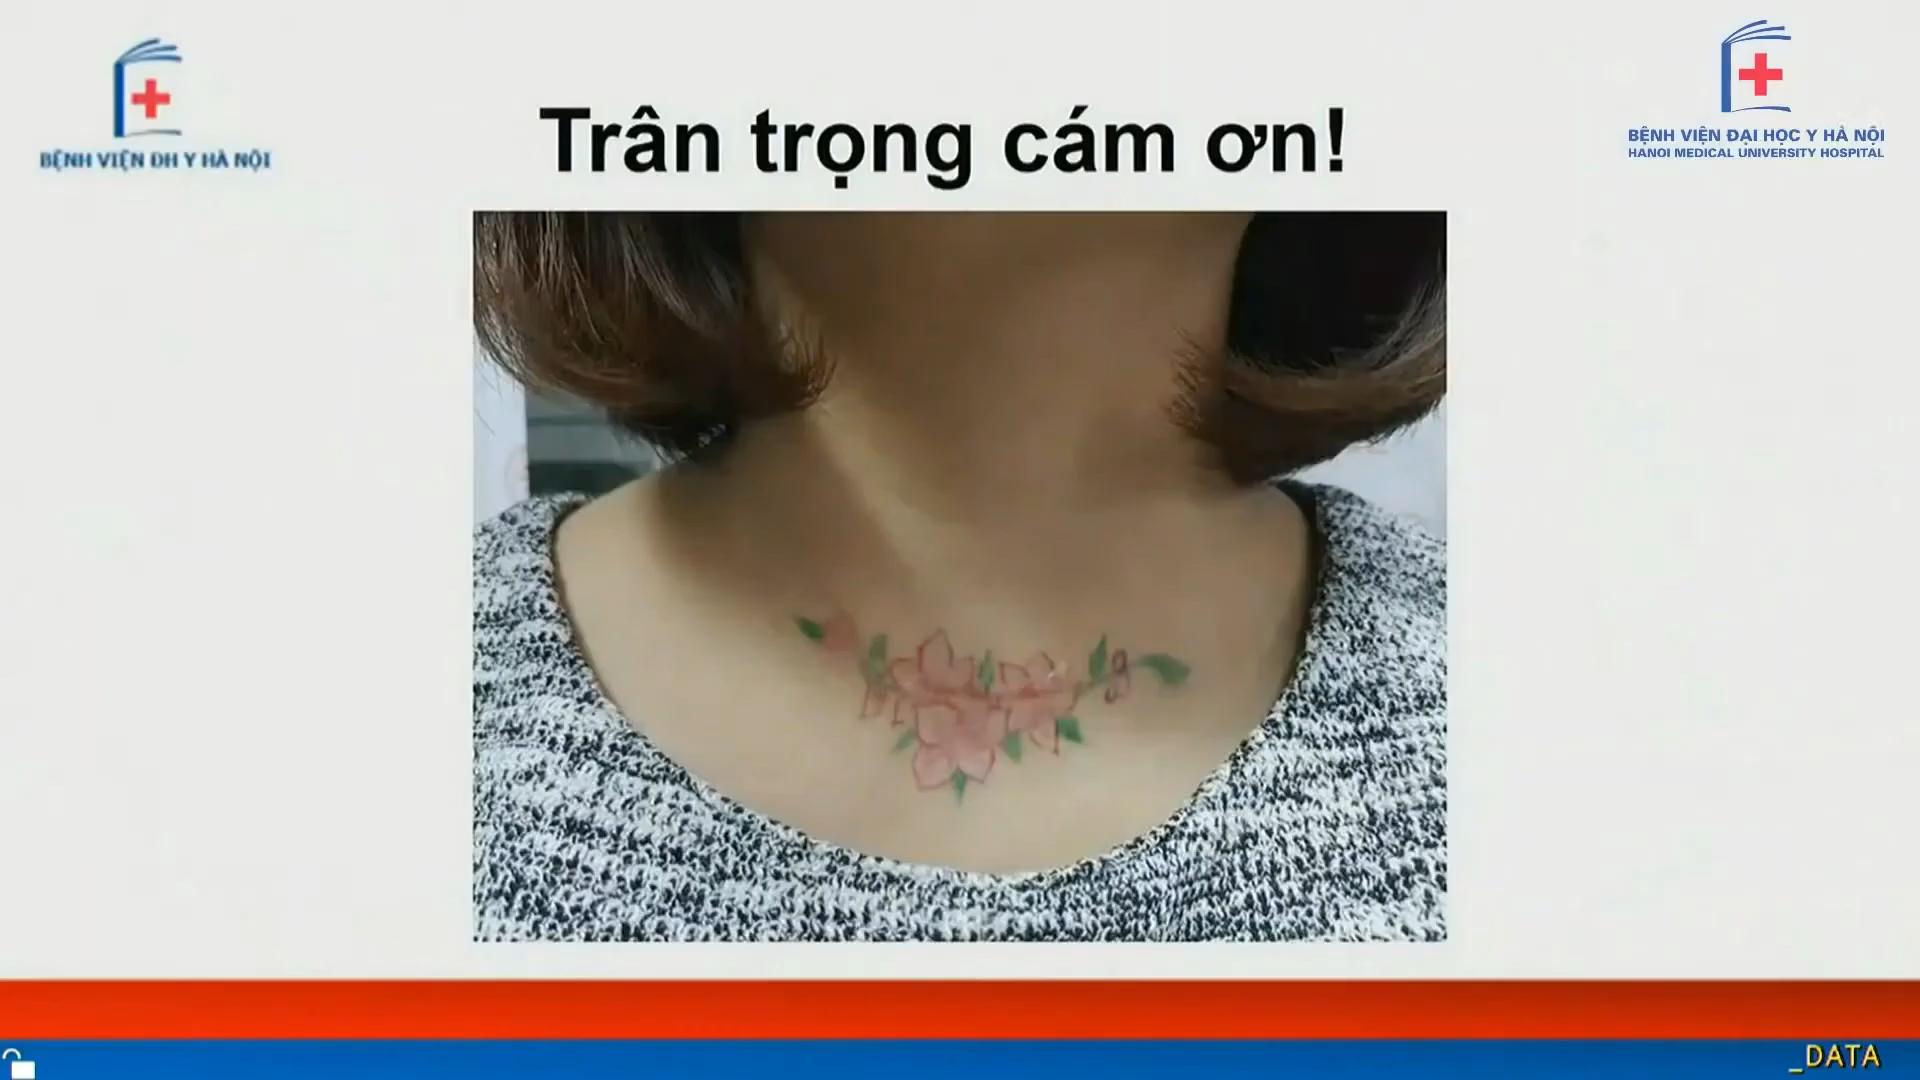 BỆNH VIỆN ĐH Y HÀ NỘI
Trân trọng cám ơn!
BỆNH VIỆN ĐẠI HỌC Y HÀ NỘI
HANOI MEDICAL UNIVERSITY HOSPITAL
_DATA